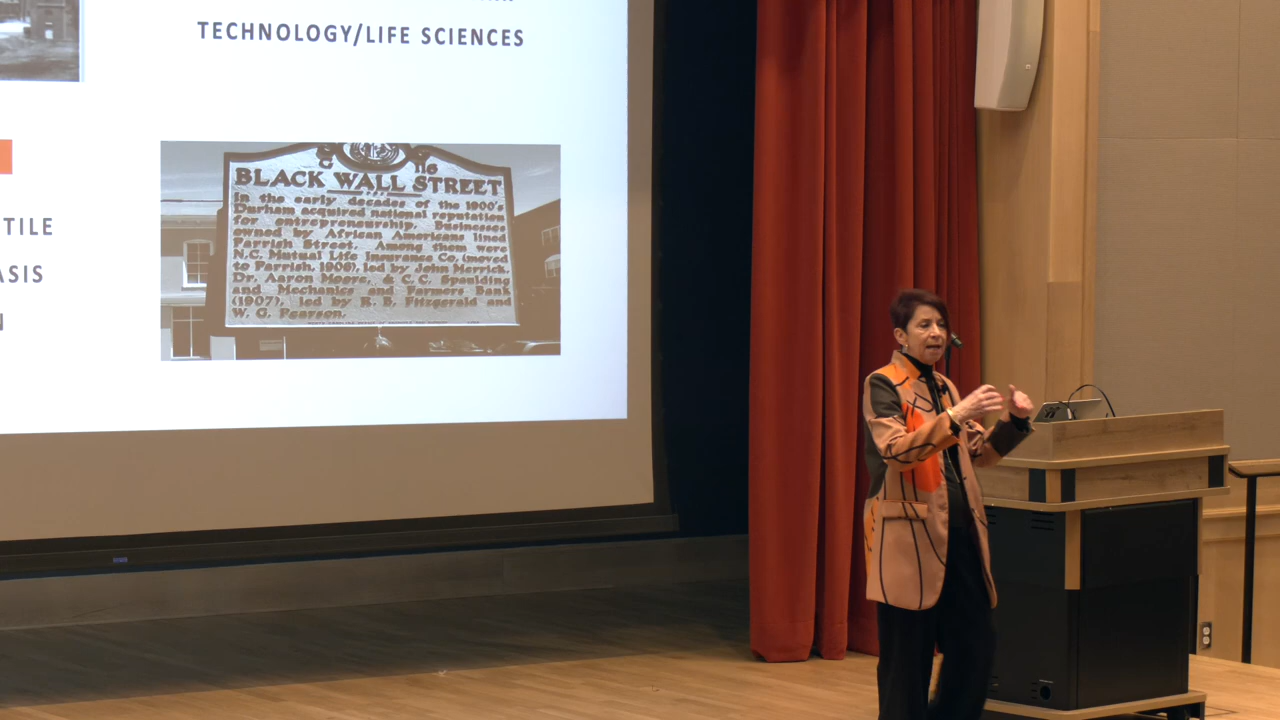 TECHNOLOGY/LIFE SCIENCES
G 116
BLACK WALL STREET
In the early decades of the 1900's
Durham acquired national reputation
for entrepreneurship. Businesses
owned by African Americans lined
Parrish Street. Among them were
N.C. Mutual Life Insurance Co. (moved
to Parrish, 1906), led by John Merrick,
Dr. Aaron Moore, & C.C. Spaulding
and Mechanics and Farmers Bank
(1907), led by R. B. Fitzgerald and
W. G. Pearson.
TILE
ASIS
N